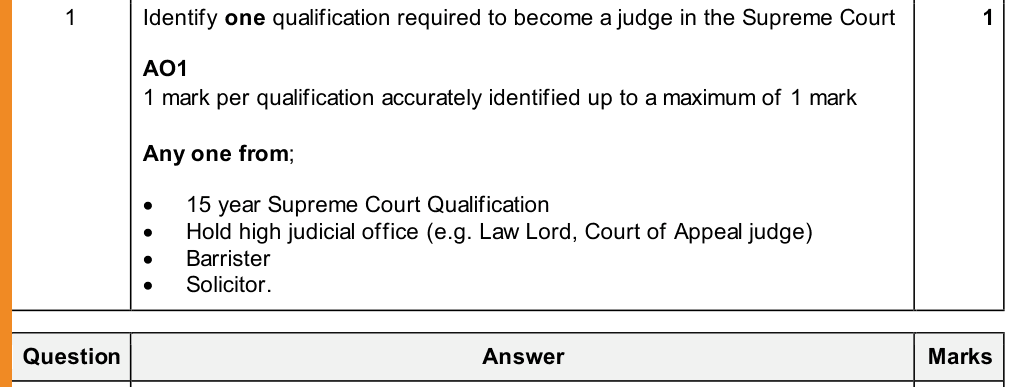 1 Identify one qualification required to become a judge in the Supreme Court 1
AO1
1 mark per qualification accurately identified up to a maximum of 1 mark
Any one from;
• 15 year Supreme Court Qualification
• Hold high judicial office (e.g. Law Lord, Court of Appeal judge)
• Barrister
• Solicitor.
Question Answer Marks